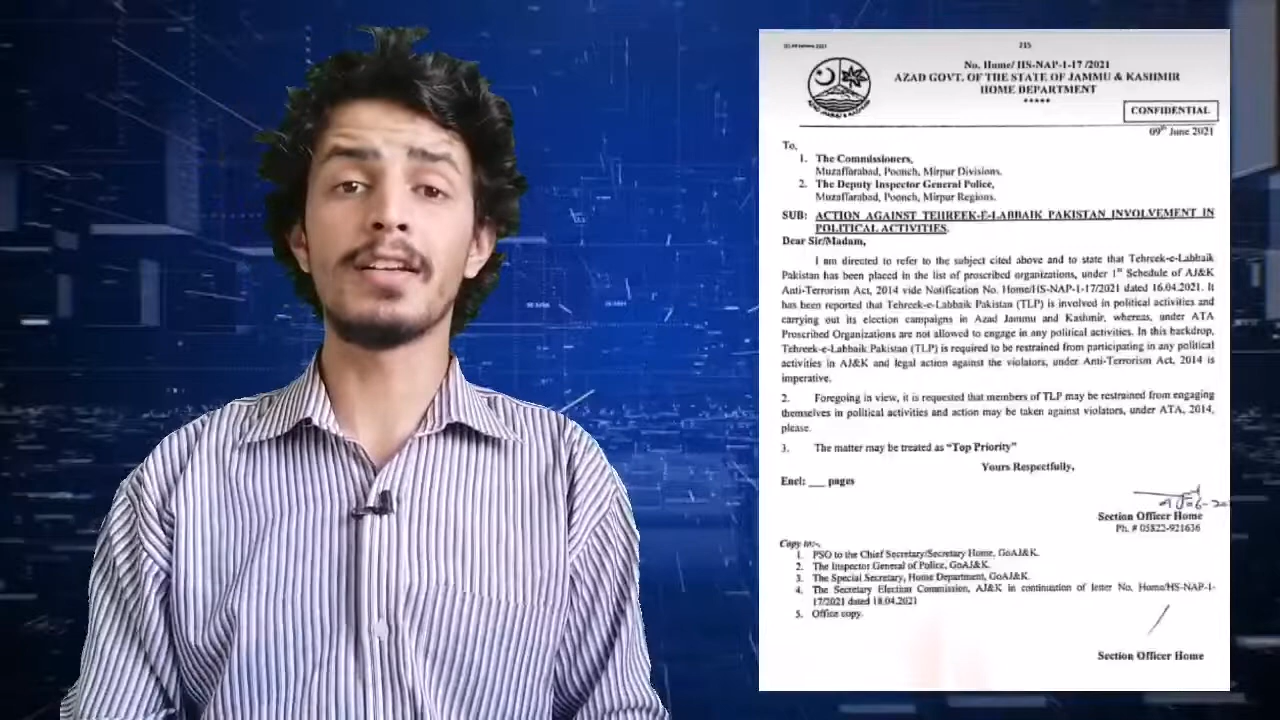 215
No. Home/ HS-NAP-1-17 /2021
AZAD GOVT. OF THE STATE OF JAMMU & KASHMIR
HOME DEPARTMENT
*****
CONFIDENTIAL
09th June 2021
To,
1. The Commissioners,
Muzaffarabad, Poonch, Mirpur Divisions.
2. The Deputy Inspector General Police,
Muzaffarabad, Poonch, Mirpur Regions.
SUB: ACTION AGAINST TEHREEK-E-LABBAIK PAKISTAN INVOLVEMENT IN
POLITICAL ACTIVITIES.
Dear Sir/Madam,
I am directed to refer to the subject cited above and to state that Tehreek-e-Labbaik
Pakistan has been placed in the list of proscribed organizations, under 1st Schedule of AJ&K
Anti-Terrorism Act, 2014 vide Notification No. Home/HS-NAP-1-17/2021 dated 16.04.2021. It
has been reported that Tehreek-e-Labbaik Pakistan (TLP) is involved in political activities and
carrying out its election campaigns in Azad Jammu and Kashmir, whereas, under ATA
Proscribed Organizations are not allowed to engage in any political activities. In this backdrop,
Tehreek-e-Labbaik Pakistan (TLP) is required to be restrained from participating in any political
activities in AJ&K and legal action against the violators, under Anti-Terrorism Act, 2014 is
imperative.
2. Foregoing in view, it is requested that members of TLP may be restrained from engaging
themselves in political activities and action may be taken against violators, under ATA, 2014,
please.
3. The matter may be treated as "Top Priority"
Yours Respectfully,
Encl: ___ pages
Section Officer Home
Ph. # 05822-921636
Copy to:-
1. PSO to the Chief Secretary/Secretary Home, GoAJ&K.
2. The Inspector General of Police, GoAJ&K.
3. The Special Secretary, Home Department, GoAJ&K.
4. The Secretary Election Commission, AJ&K in continuation of letter No. Home/HS-NAP-1-
17/2021 dated 18.04.2021
5. Office copy.
Section Officer Home